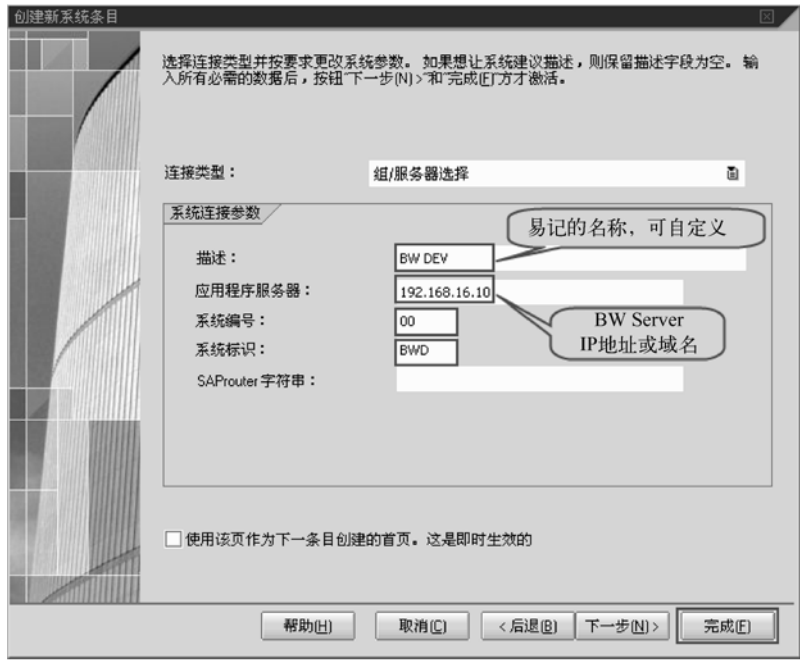 创建新系统条目
选择连接类型并按要求更改系统参数。如果想让系统建议描述，则保留描述字段为空。 输
入所有必需的数据后，按钮"下一步(N)>"和"完成(F)"方才激活。
连接类型： 组/服务器选择
系统连接参数
易记的名称，可自定义
描述： BW DEV
应用程序服务器： 192.168.16.10
系统编号： 00
BW Server
IP地址或域名
系统标识： BWD
SAProuter 字符串：
使用该页作为下一条目创建的首页。这是即时生效的
帮助(H) 取消(C) <后退(B) 下一步(N)> 完成(F)